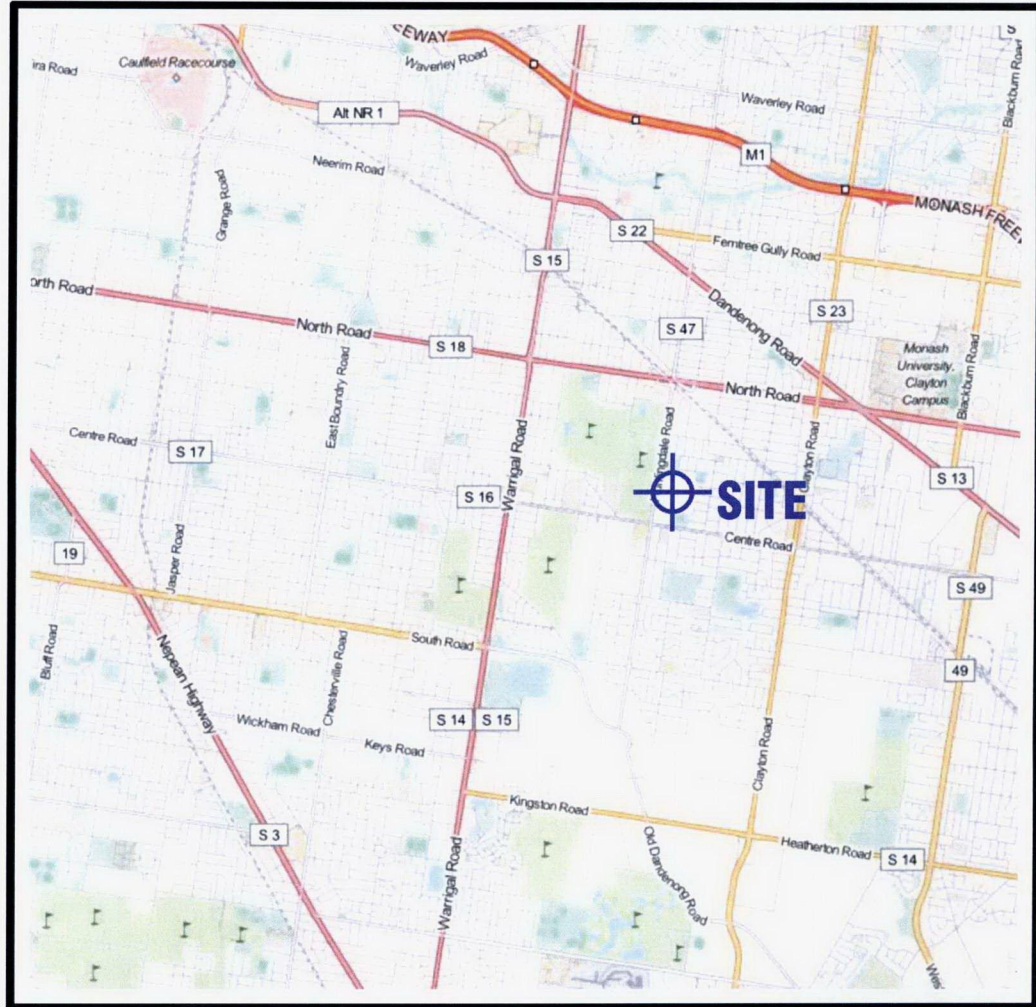 EEWAY
Waverley Road
Caulfield Racecourse
ira Road
Alt NR 1
Waverley Road
Blackburn Road
M1
Neerim Road
Grange Road
MONASH FREE
S 22
Ferntree Gully Road
S 15
orth Road
North Road
S 18
S 47
Dandenong Road
S 23
Monash
University,
Clayton
Campus
North Road
Blackburn Road
East Boundry Road
Centre Road
S 17
Warrigal Road
S 16
ingdale Road
SITE
Clayton Road
S 13
Centre Road
19
Jasper Road
S 49
Bluff Road
Nepean Highway
Chesterville Road
South Road
49
Wickham Road
S 14
S 15
Keys Road
Clayton Road
Kingston Road
S 3
Warrigal Road
Old Dandenong Road
Heatherton Road
S 14